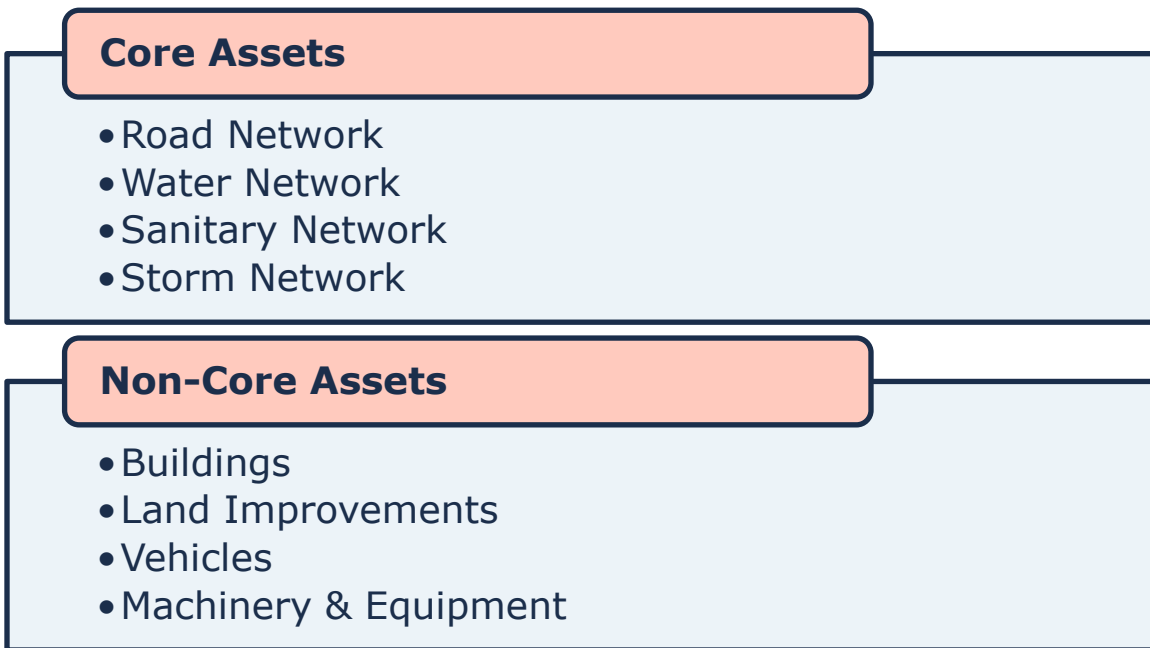 Core Assets
•Road Network
•Water Network
•Sanitary Network
•Storm Network
Non-Core Assets
•Buildings
•Land Improvements
•Vehicles
•Machinery & Equipment